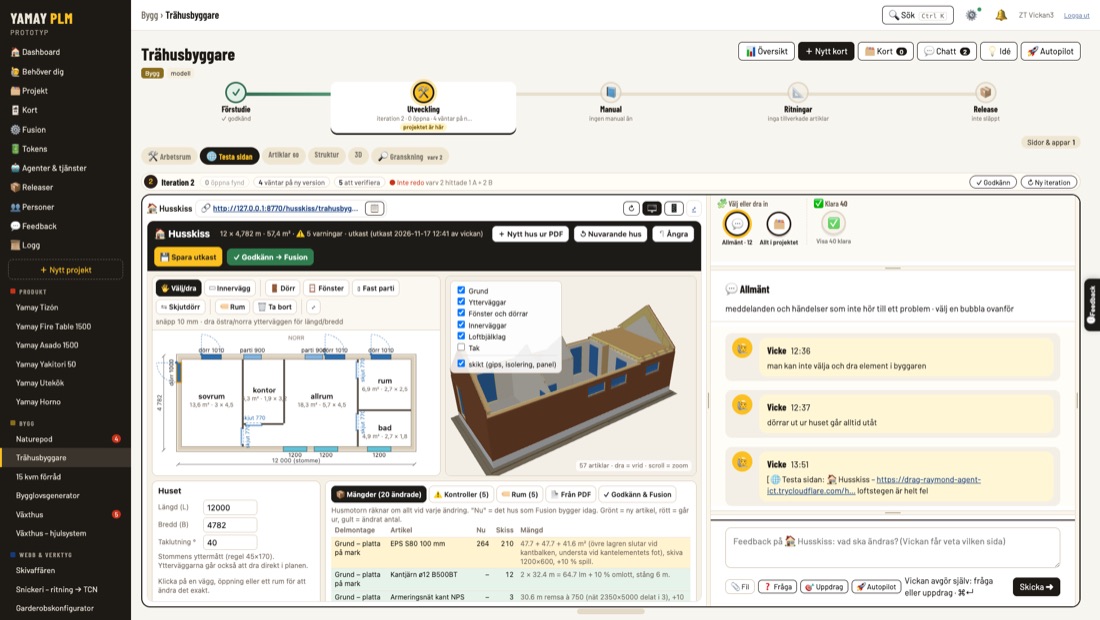 YAMAY PLM
PROTOTYP
Dashboard
Behöver dig
Projekt
Kort
Fusion
Tokens
Agenter & tjänster
Releaser
Personer
Feedback
Logg
+ Nytt projekt
PRODUKT
Yamay Tizón
Yamay Fire Table 1500
Yamay Asado 1500
Yamay Yakitori 50
Yamay Utekök
Yamay Horno
BYGG
Naturepod 4
Trähusbyggare
15 kvm förråd
Bygglovsgenerator
Växthus 5
Växthus – hjulsystem
WEBB & VERKTYG
Skivaffären
Snickeri – ritning → TCN
Garderobskonfigurator
Bygg › Trähusbyggare
Sök Ctrl K
ZT Vickan3
Logga ut
Trähusbyggare
Bygg modell
Översikt
+ Nytt kort
Kort 0
Chatt 2
Idé
Autopilot
Förstudie
✓ godkänd
Utveckling
Iteration 2 · 0 öppna · 4 väntar på n...
projektet är här
Manual
Ingen manual än
Ritningar
Inga tillverkade artiklar
Release
Inte släppt
Sidor & appar 1
Arbetsrum
Testa sidan
Artiklar
Struktur
3D
Granskning varv 2
2 Iteration 2
0 öppna fynd
4 väntar på ny version
5 att verifiera
Inte redo varv 2 hittade 1 A + 2 B
✓ Godkänn
Ny iteration
Husskiss
http://127.0.0.1:8770/husskiss/trahusbyg...
Husskiss
12 × 4,782 m · 57,4 m² · 5 varningar · utkast (utkast 2026-11-17 12:41 av vickan)
+ Nytt hus ur PDF
Nuvarande hus
Ångra
Spara utkast
✓ Godkänn → Fusion
Välj/dra
Innervägg
Dörr
Fönster
Fast parti
Skjutdörr
Rum
Ta bort
snäpp 10 mm · dra östra/norra ytterväggen för längd/bredd
NORR
dörr 1010
parti 900
dörr 1010
dörr 1010
dörr 1000
4 782
sovrum
13,6 m² · 3 × 4,5
kontor
allrum
18,3 m² · 5,7 × 4,5
rum
6,9 m² · 2,7 × 2,5
bad
4,9 m² · 2,7 × 1,8
skjut 770
skjut 770
1200
1200
1200
12 000 (stomme)
Grund
Ytterväggar
Fönster och dörrar
Innerväggar
Loftbjälklag
Tak
skikt (gips, isolering, panel)
57 artiklar · dra = vrid · scroll = zoom
Huset
Längd (L) 12000
Bredd (B) 4782
Taklutning ° 40
Stommens yttermått (regel 45×170).
Ytterväggarna går också att dra direkt i planen.
Klicka på en vägg, öppning eller ett rum för att
ändra det exakt.
Mängder (20 ändrade)
Kontroller (5)
Rum (5)
Från PDF
✓ Godkänn & Fusion
Husmotorn räknar om allt vid varje ändring. "Nu" = det hus som Fusion bygger idag. Grönt = ny artikel, rött = går
ur, gult = ändrat antal.
Delmontage Artikel Nu Skiss Mängd
Grund – platta på mark EPS S80 100 mm 264 210 47.7 + 47.7 + 41.6 m² (övre lagren slutar vid kantbalken, understa vid kantelementets fot), skiva 1200×600, +10 % spill.
Grund – platta på mark Kantjärn ø12 B500BT – 12 2 × 32.4 m = 64.7 lm + 10 % omlott, stång 6 m.
Grund – platta Armeringsnät kant NPS – 3 30.6 m remsa à 750 (nät 2350×5000 delat i 3), +10
Välj eller dra in
Allmänt · 12
Allt i projektet
Klara 40
Visa 40 klara
Allmänt
meddelanden och händelser som inte hör till ett problem · välj en bubbla ovanför
Vicke 12:36
man kan inte välja och dra element i byggaren
Vicke 12:37
dörrar ut ur huset går alltid utåt
Vicke 13:51
[ Testa sidan: Husskiss – https://drag-raymond-agent-
ict.trycloudflare.com/h... loftstegen är helt fel
Feedback på Husskiss: vad ska ändras? (Vickan får veta vilken sida)
Fil
Fråga
Uppdrag
Autopilot
Vickan avgör själv: fråga
eller uppdrag · ⌘↵
Skicka →
Feedback